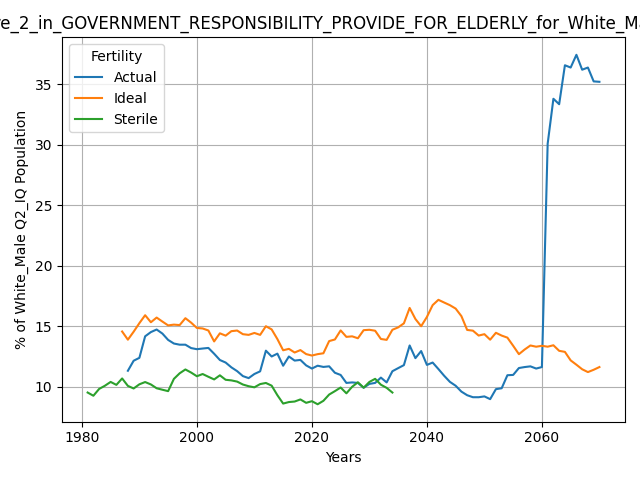 re_2_in_GOVERNMENT_RESPONSIBILITY_PROVIDE_FOR_ELDERLY_for_White_Ma
Fertility
Actual
Ideal
Sterile
% of White_Male Q2_IQ Population
35
30
25
20
15
10
1980 2000 2020 2040 2060
Years